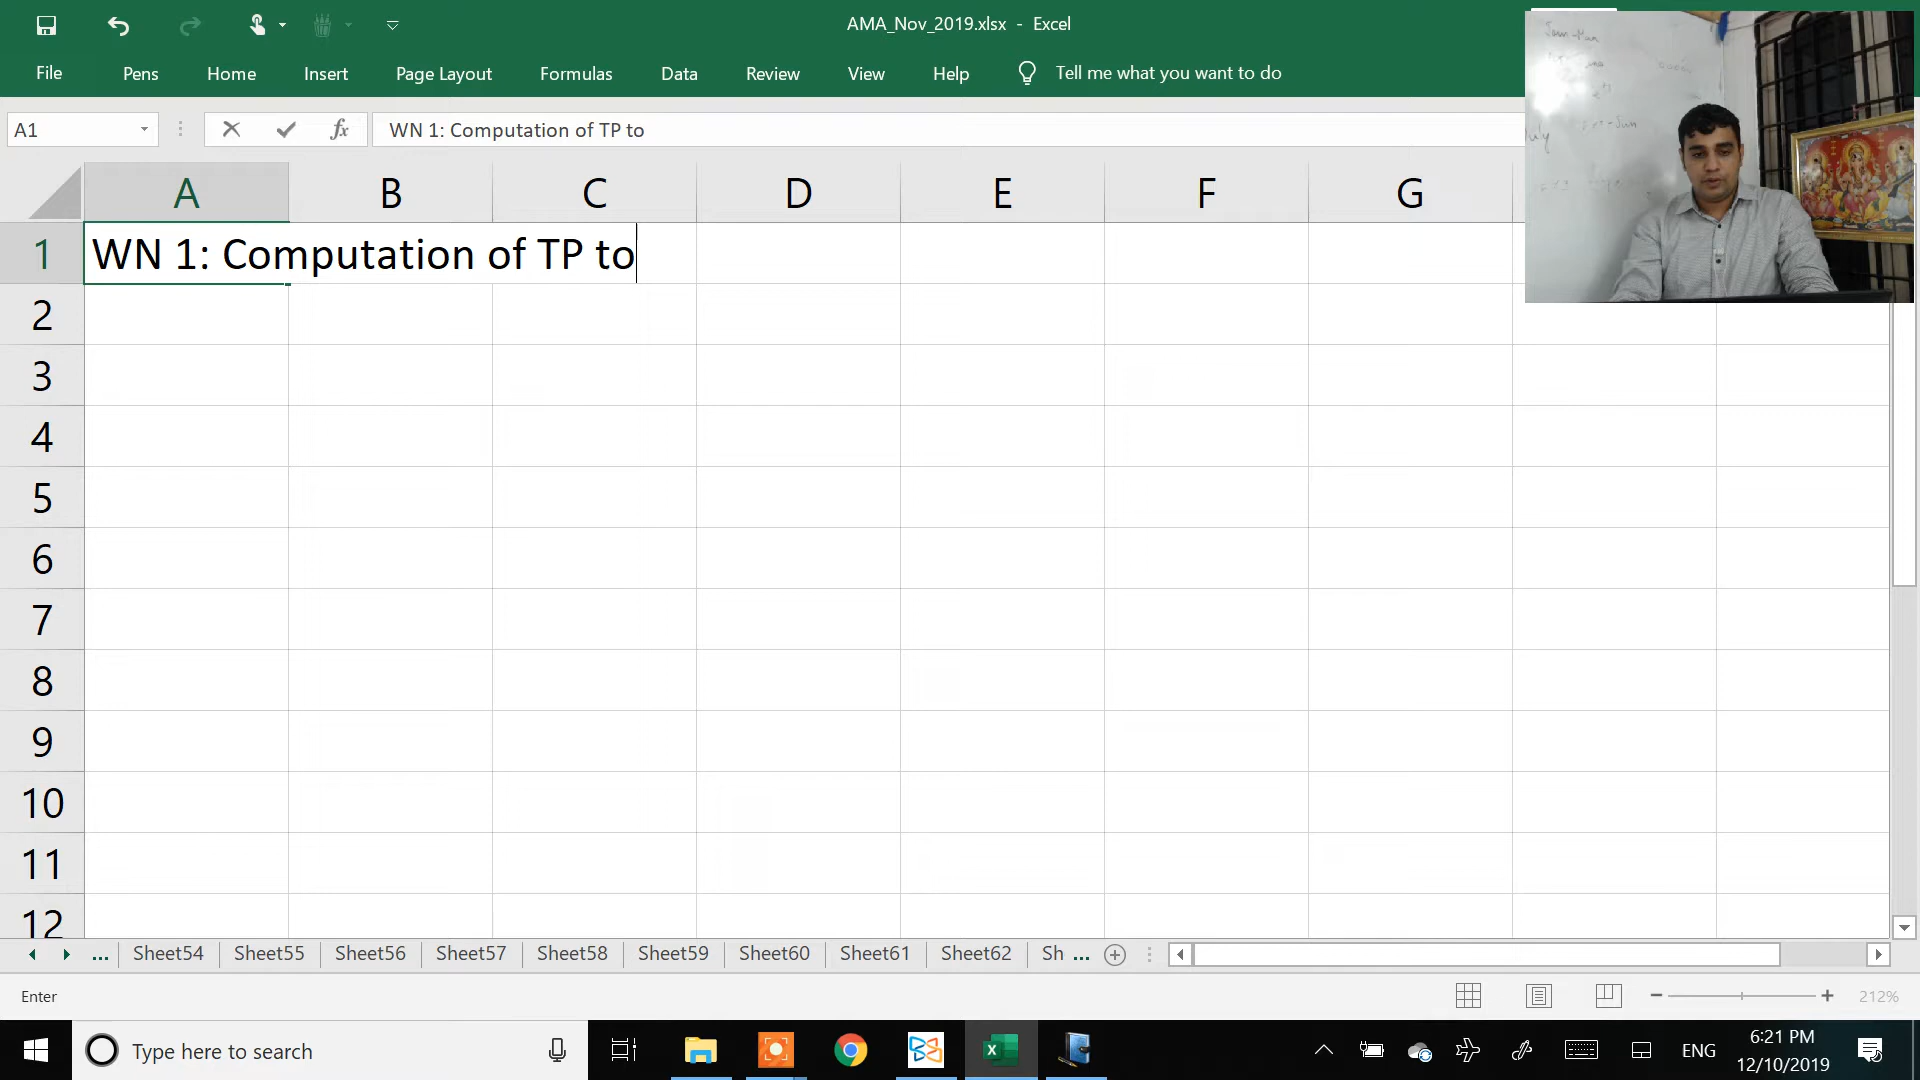 AMA_Nov_2019.xlsx - Excel
File Pens Home Insert Page Layout Formulas Data Review View Help Tell me what you want to do
A1 fx WN 1: Computation of TP to
A B C D E F G
1 WN 1: Computation of TP to
2
3
4
5
6
7
8
9
10
11
12
... Sheet54 Sheet55 Sheet56 Sheet57 Sheet58 Sheet59 Sheet60 Sheet61 Sheet62 Sh ...
Enter 212%
Type here to search ENG 6:21 PM
12/10/2019